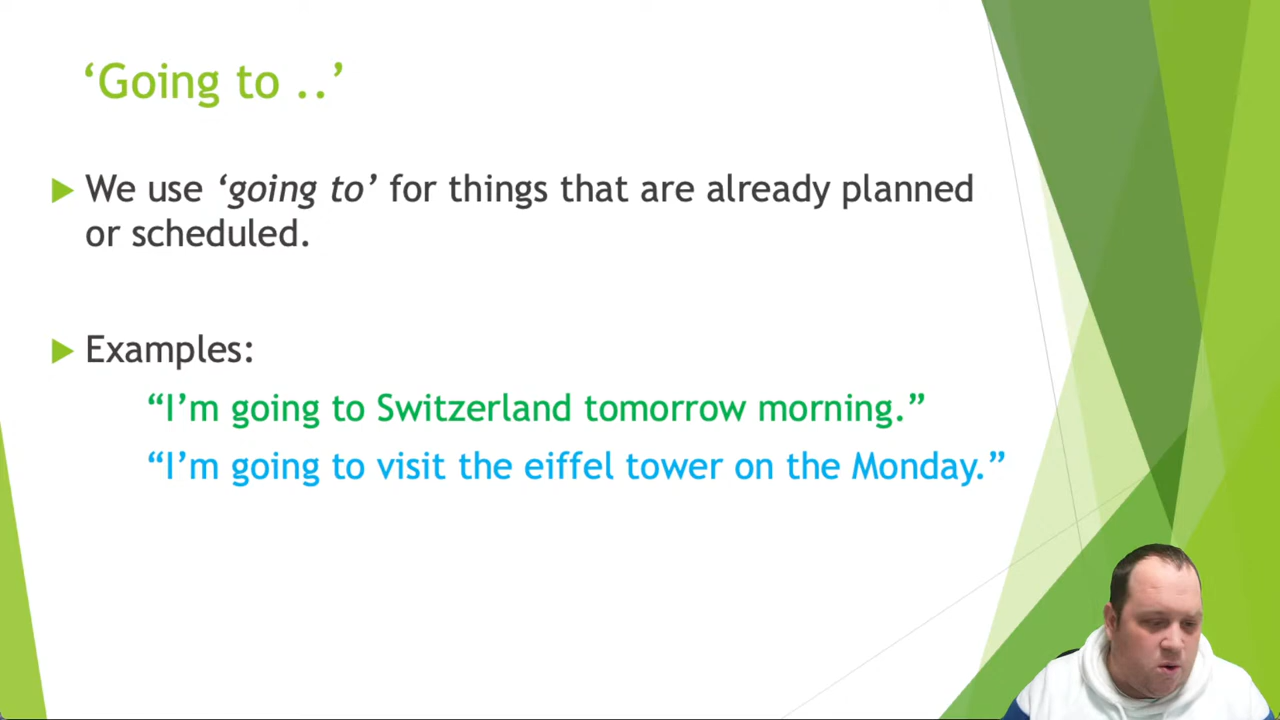 ‘Going to ..’
We use ‘going to’ for things that are already planned
or scheduled.
Examples:
“I’m going to Switzerland tomorrow morning.”
“I’m going to visit the eiffel tower on the Monday.”